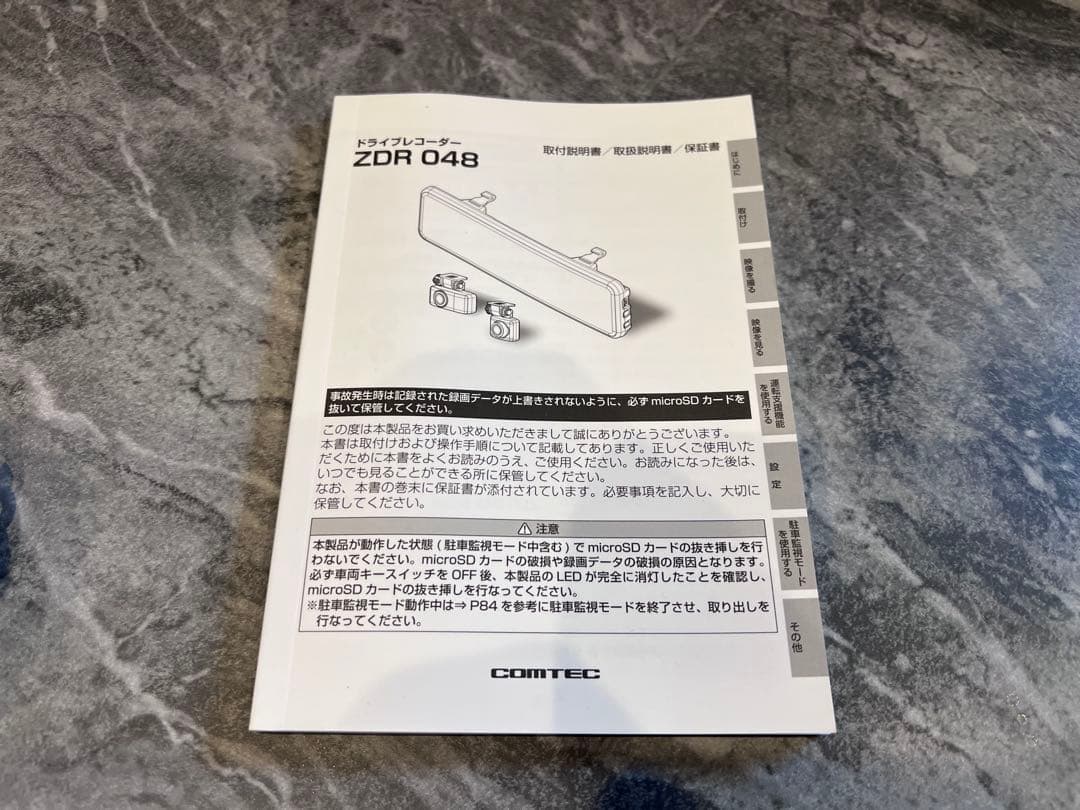 ドライブレコーダー
ZDR 048
取付説明書／取扱説明書／保証書
はじめに
取付け
映像を撮る
映像を見る
運転支援機能
を使用する
設定
駐車監視モード
を使用する
その他
事故発生時は記録された録画データが上書きされないように、必ず microSD カードを
抜いて保管してください。
この度は本製品をお買い求めいただきまして誠にありがとうございます。
本書は取付けおよび操作手順について記載してあります。正しくご使用いた
だくために本書をよくお読みのうえ、ご使用ください。お読みになった後は、
いつでも見ることができる所に保管してください。
なお、本書の巻末に保証書が添付されています。必要事項を記入し、大切に
保管してください。
注意
本製品が動作した状態 ( 駐車監視モード中含む ) で microSD カードの抜き挿しを行
わないでください。microSD カードの破損や録画データの破損の原因となります。
必ず車両キースイッチを OFF 後、本製品の LED が完全に消灯したことを確認し、
microSD カードの抜き挿しを行なってください。
※駐車監視モード動作中は⇒ P84 を参考に駐車監視モードを終了させ、取り出しを
行なってください。
COMTEC